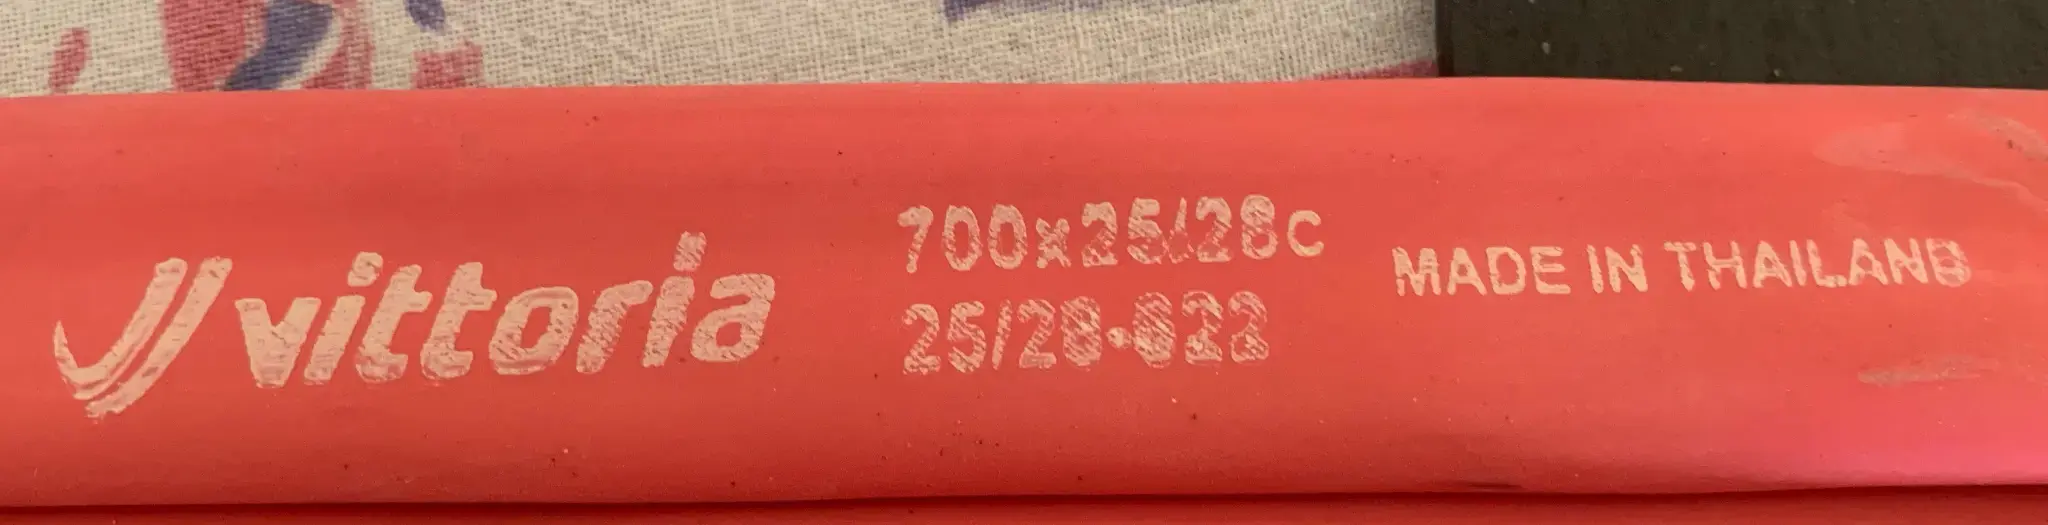 vittoria
700x25/28c
25/28-622
MADE IN THAILAND